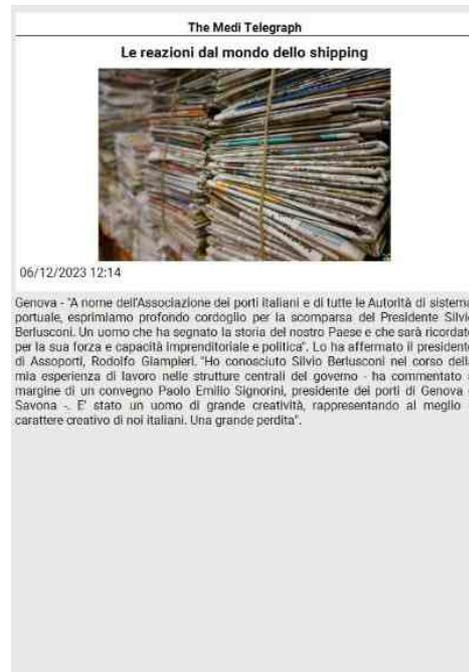 The Medi Telegraph
Le reazioni dal mondo dello shipping
06/12/2023 12:14
Genova - "A nome dell'Associazione dei porti italiani e di tutte le Autorità di sistema
portuale, esprimiamo profondo cordoglio per la scomparsa del Presidente Silvio
Berlusconi. Un uomo che ha segnato la storia del nostro Paese e che sarà ricordato
per la sua forza e capacità imprenditoriale e politica". Lo ha affermato il presidente
di Assoporti, Rodolfo Giampieri. "Ho conosciuto Silvio Berlusconi nel corso della
mia esperienza di lavoro nelle strutture centrali del governo - ha commentato
margine di un convegno Paolo Emilio Signorini, presidente dei porti di Genova
Savona -. E' stato un uomo di grande creatività, rappresentando al meglio
carattere creativo di noi italiani. Una grande perdita".